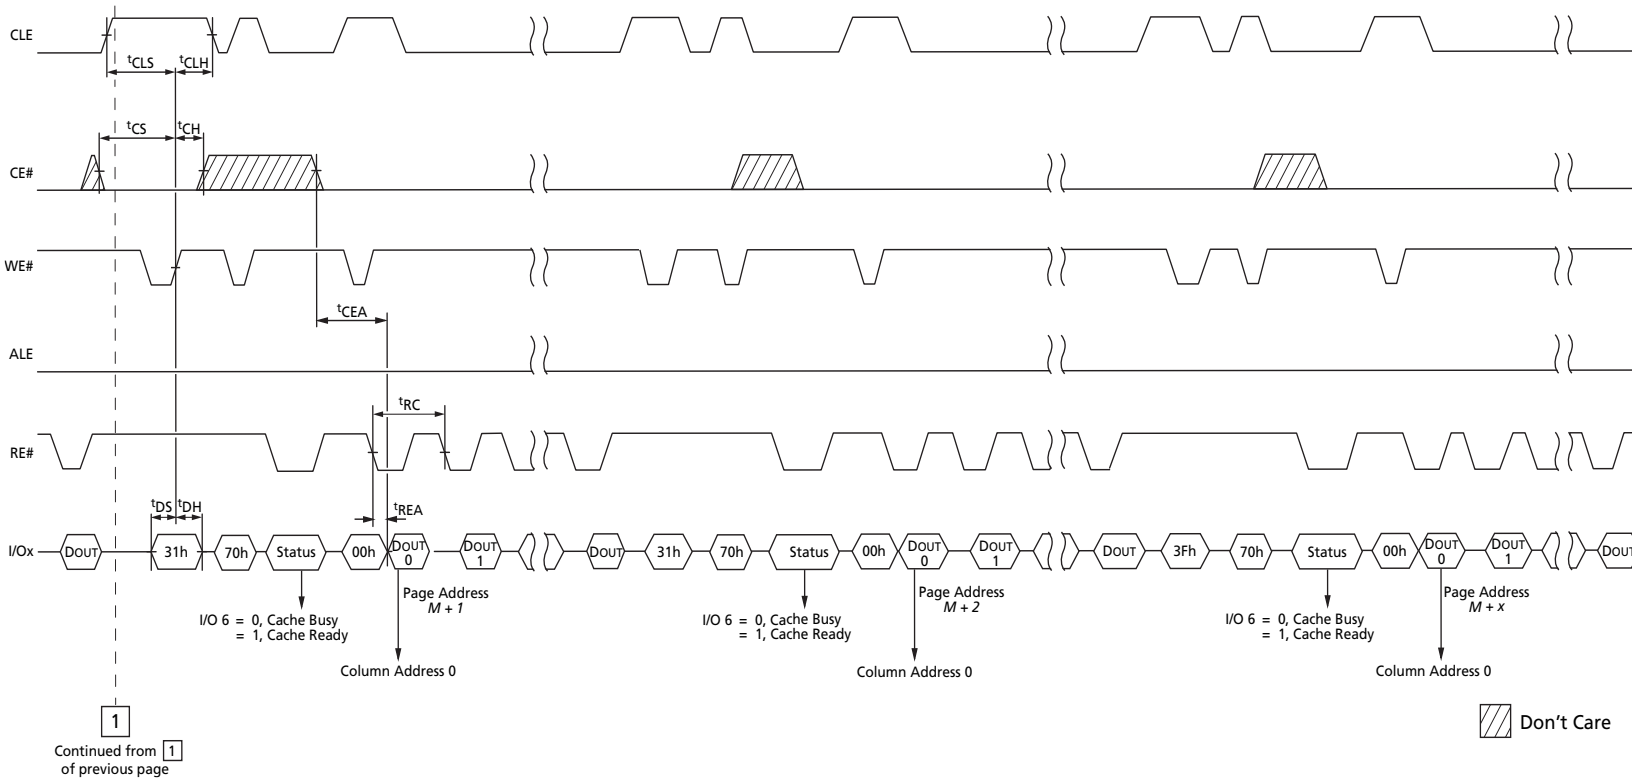 CLE
tCLS tCLH
tCS tCH
CE#
WE#
tCEA
ALE
tRC
RE#
tDS tDH
tREA
I/Ox DOUT 31h 70h Status 00h DOUT 0 DOUT 1 DOUT 31h 70h Status 00h DOUT 0 DOUT 1 DOUT 3Fh 70h Status 00h DOUT 0 DOUT 1 DOUT
Page Address
M + 1
Page Address
M + 2
Page Address
M + x
I/O 6 = 0, Cache Busy
= 1, Cache Ready
I/O 6 = 0, Cache Busy
= 1, Cache Ready
I/O 6 = 0, Cache Busy
= 1, Cache Ready
Column Address 0
Column Address 0
Column Address 0
1
Continued from 1
of previous page
Don't Care